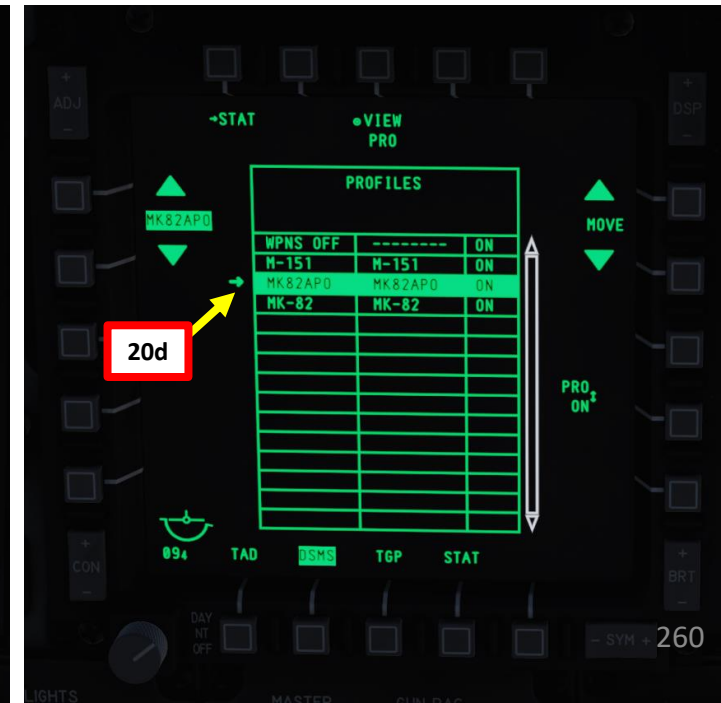 ADJ
DSP
→STAT
VIEW
PRO
PROFILES
MK82APO
MOVE
WPNS OFF -------- ON
M-151 M-151 ON
MK82APO MK82APO ON
MK-82 MK-82 ON
20d
PRO
ON
094 TAD DSMS TGP STAT
CON
BRT
DAY
NT
OFF
- SYM +
260
LIGHTS
MASTER
GUN PAC